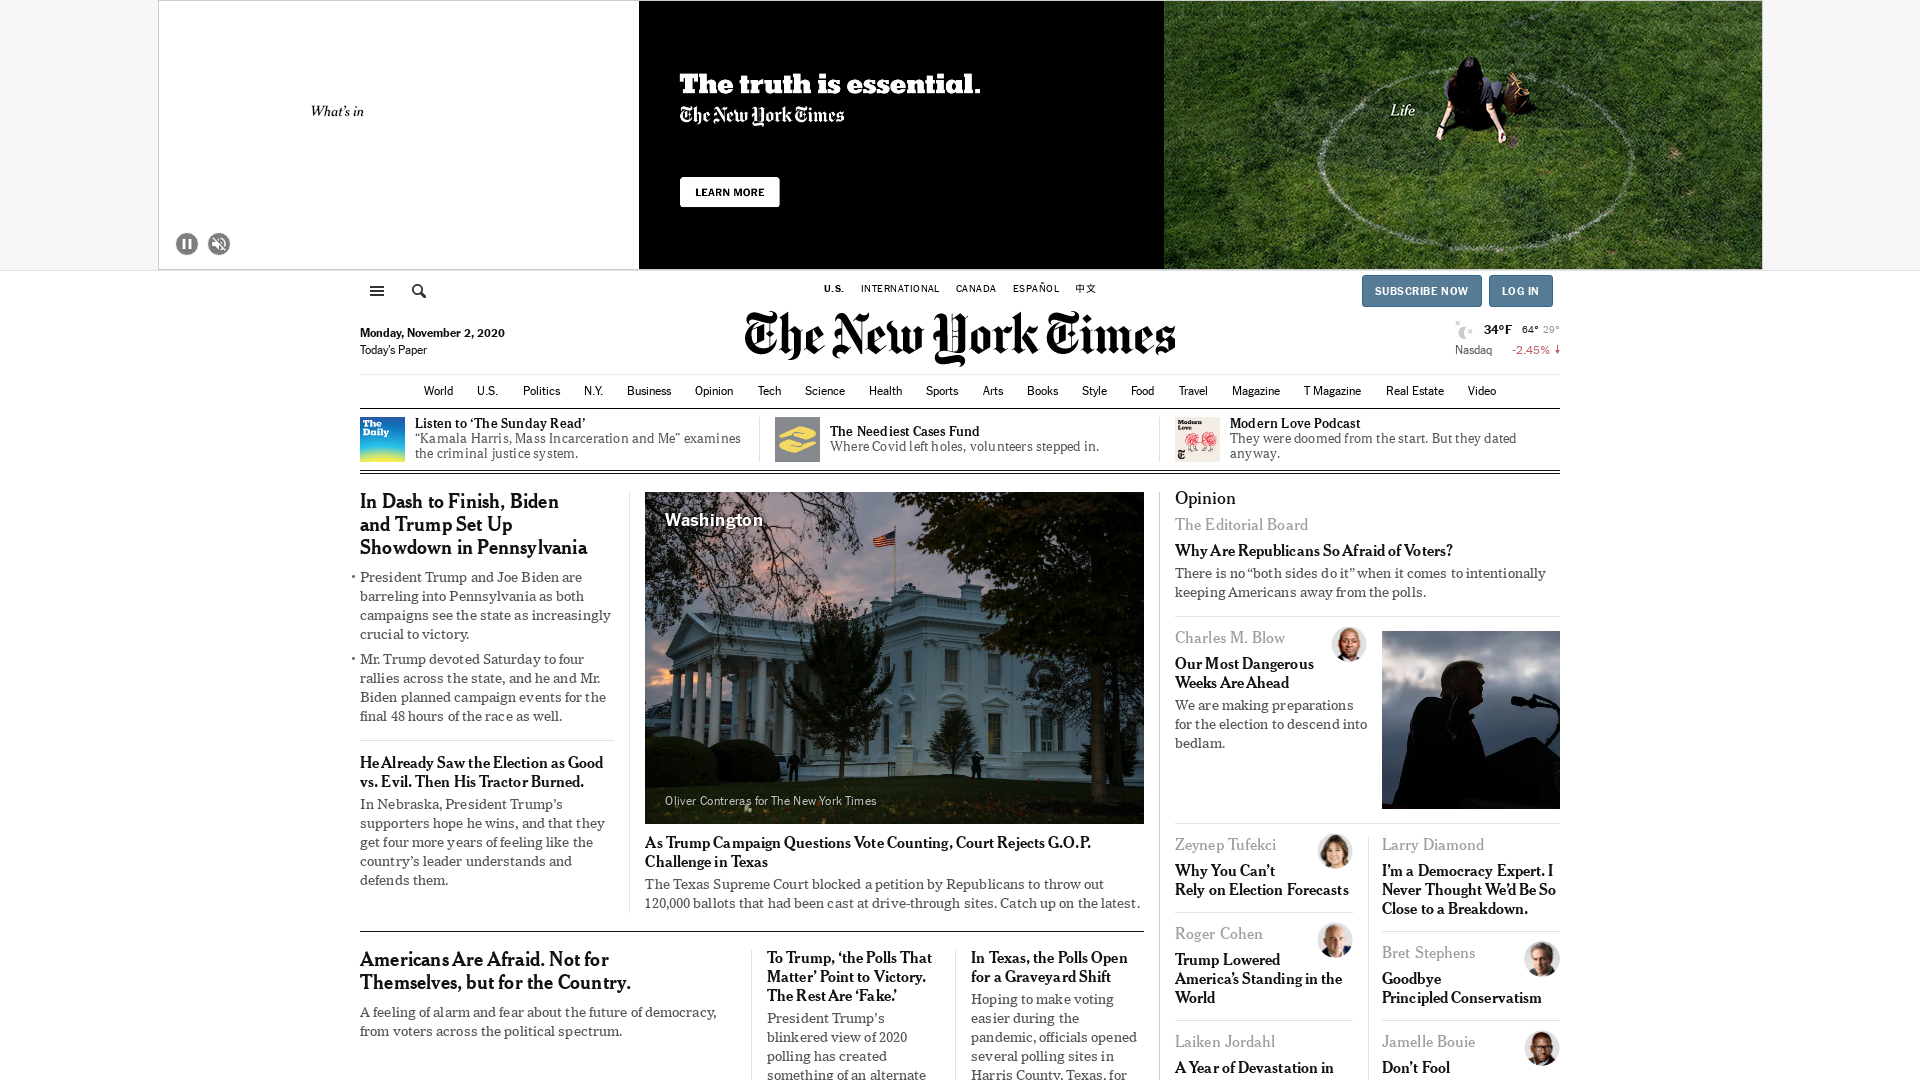 What's in
The truth is essential.
The New York Times
LEARN MORE
Life
U.S. INTERNATIONAL CANADA ESPAÑOL 中文
SUBSCRIBE NOW LOG IN
Monday, November 2, 2020
Today's Paper
The New York Times
34°F 64° 29°
Nasdaq -2.45% ↓
World U.S. Politics N.Y. Business Opinion Tech Science Health Sports Arts Books Style Food Travel Magazine T Magazine Real Estate Video
The
Daily
Listen to ‘The Sunday Read’
“Kamala Harris, Mass Incarceration and Me” examines
the criminal justice system.
The Neediest Cases Fund
Where Covid left holes, volunteers stepped in.
Modern
Love
Modern Love Podcast
They were doomed from the start. But they dated
anyway.
In Dash to Finish, Biden
and Trump Set Up
Showdown in Pennsylvania
• President Trump and Joe Biden are
barreling into Pennsylvania as both
campaigns see the state as increasingly
crucial to victory.
• Mr. Trump devoted Saturday to four
rallies across the state, and he and Mr.
Biden planned campaign events for the
final 48 hours of the race as well.
He Already Saw the Election as Good
vs. Evil. Then His Tractor Burned.
In Nebraska, President Trump’s
supporters hope he wins, and that they
get four more years of feeling like the
country’s leader understands and
defends them.
Washington
Oliver Contreras for The New York Times
As Trump Campaign Questions Vote Counting, Court Rejects G.O.P.
Challenge in Texas
The Texas Supreme Court blocked a petition by Republicans to throw out
120,000 ballots that had been cast at drive-through sites. Catch up on the latest.
Americans Are Afraid. Not for
Themselves, but for the Country.
A feeling of alarm and fear about the future of democracy,
from voters across the political spectrum.
To Trump, ‘the Polls That
Matter’ Point to Victory.
The Rest Are ‘Fake.’
President Trump’s
blinkered view of 2020
polling has created
something of an alternate
In Texas, the Polls Open
for a Graveyard Shift
Hoping to make voting
easier during the
pandemic, officials opened
several polling sites in
Harris County, Texas, for
Opinion
The Editorial Board
Why Are Republicans So Afraid of Voters?
There is no “both sides do it” when it comes to intentionally
keeping Americans away from the polls.
Charles M. Blow
Our Most Dangerous
Weeks Are Ahead
We are making preparations
for the election to descend into
bedlam.
Zeynep Tufekci
Why You Can’t
Rely on Election Forecasts
Roger Cohen
Trump Lowered
America’s Standing in the
World
Laiken Jordahl
A Year of Devastation in
Larry Diamond
I’m a Democracy Expert. I
Never Thought We’d Be So
Close to a Breakdown.
Bret Stephens
Goodbye
Principled Conservatism
Jamelle Bouie
Don’t Fool